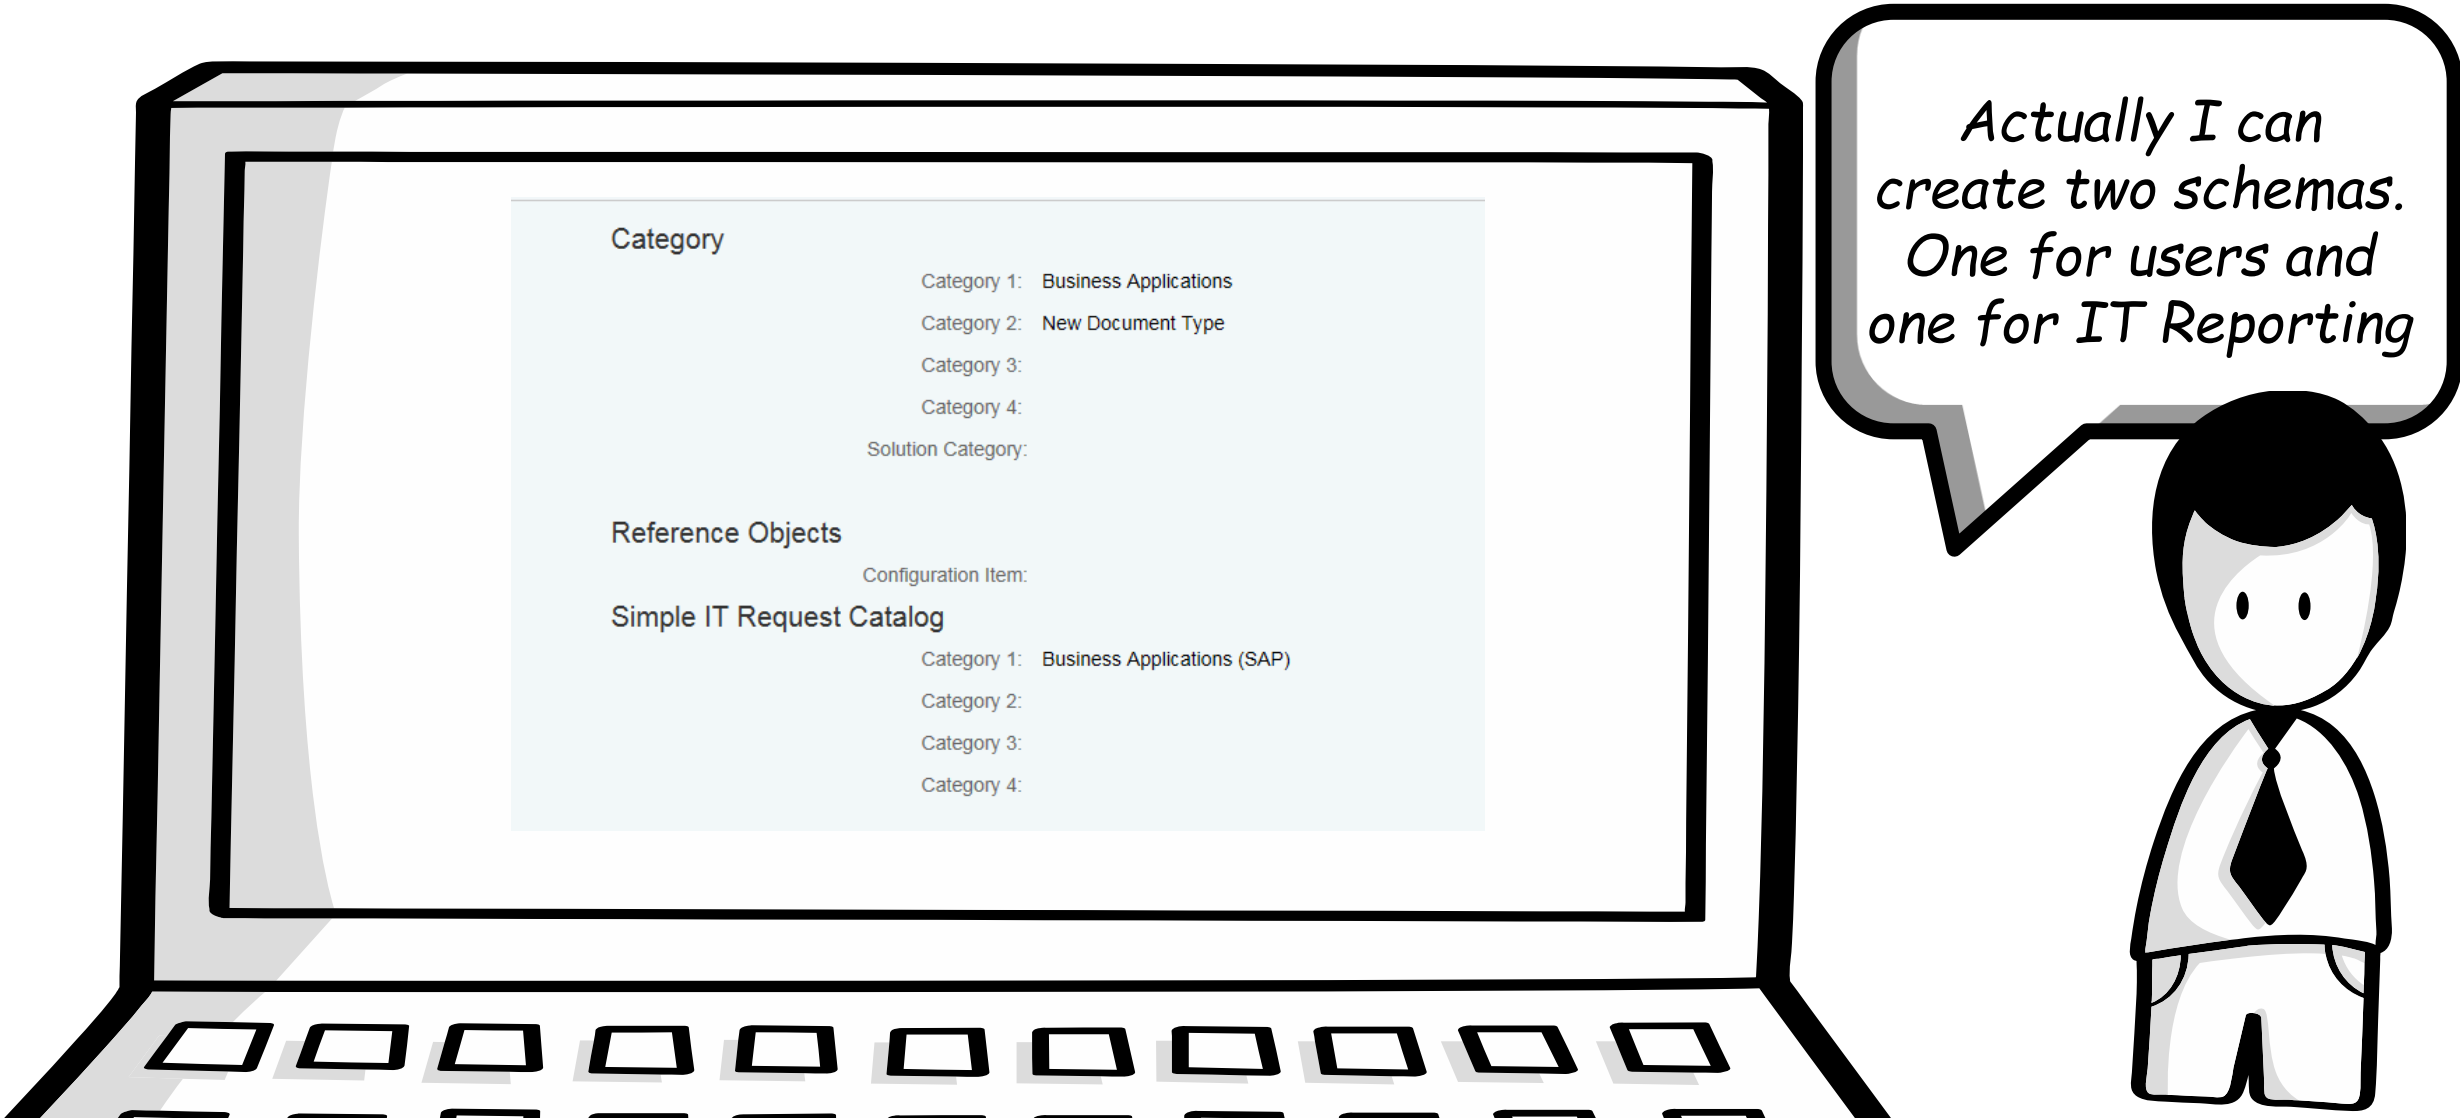 Actually I can
create two schemas.
One for users and
one for IT Reporting
Category
Category 1: Business Applications
Category 2: New Document Type
Category 3:
Category 4:
Solution Category:
Reference Objects
Configuration Item:
Simple IT Request Catalog
Category 1: Business Applications (SAP)
Category 2:
Category 3:
Category 4: